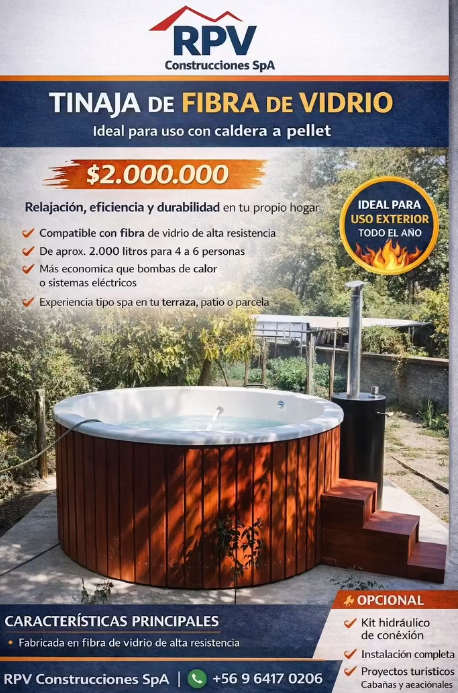 RPV
Construcciones SpA
TINAJA DE FIBRA DE VIDRIO
Ideal para uso con caldera a pellet
$2.000.000
Relajación, eficiencia y durabilidad en tu propio hogar
IDEAL PARA
USO EXTERIOR
TODO EL AÑO
Compatible con fibra de vidrio de alta resistencia
De aprox. 2.000 litros para 4 a 6 personas
Más economica que bombas de calor
o sistemas eléctricos
Experiencia tipo spa en tu terraza, patio o parcela
CARACTERÍSTICAS PRINCIPALES
• Fabricada en fibra de vidrio de alta resistencia
OPCIONAL
Kit hidráulico
de conéxión
Instalación completa
Proyectos turisticos
Cabañas y aeaciónales
RPV Construcciones SpA | +56 9 6417 0206